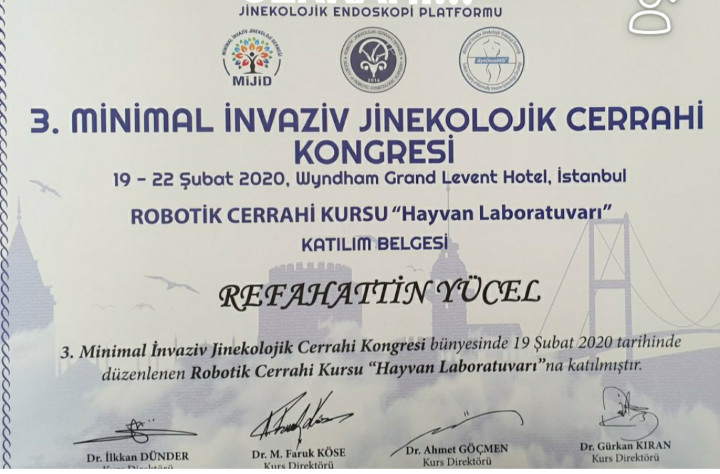 JİNEKOLOJİK ENDOSKOPİ PLATFORMU
MİJİD
3. MİNİMAL İNVAZİV JİNEKOLOJİK CERRAHİ
KONGRESİ
19 – 22 Şubat 2020, Wyndham Grand Levent Hotel, İstanbul
ROBOTİK CERRAHİ KURSU “Hayvan Laboratuvarı”
KATILIM BELGESİ
REFAHATTİN YÜCEL
3. Minimal İnvaziv Jinekolojik Cerrahi Kongresi bünyesinde 19 Şubat 2020 tarihinde
düzenlenen Robotik Cerrahi Kursu “Hayvan Laboratuvarı”na katılmıştır.
Dr. İlkkan DÜNDER Dr. M. Faruk KÖSE Dr. Ahmet GÖÇMEN Dr. Gürkan KIRAN
Kurs Direktörü Kurs Direktörü Kurs Direktörü Kurs Direktörü